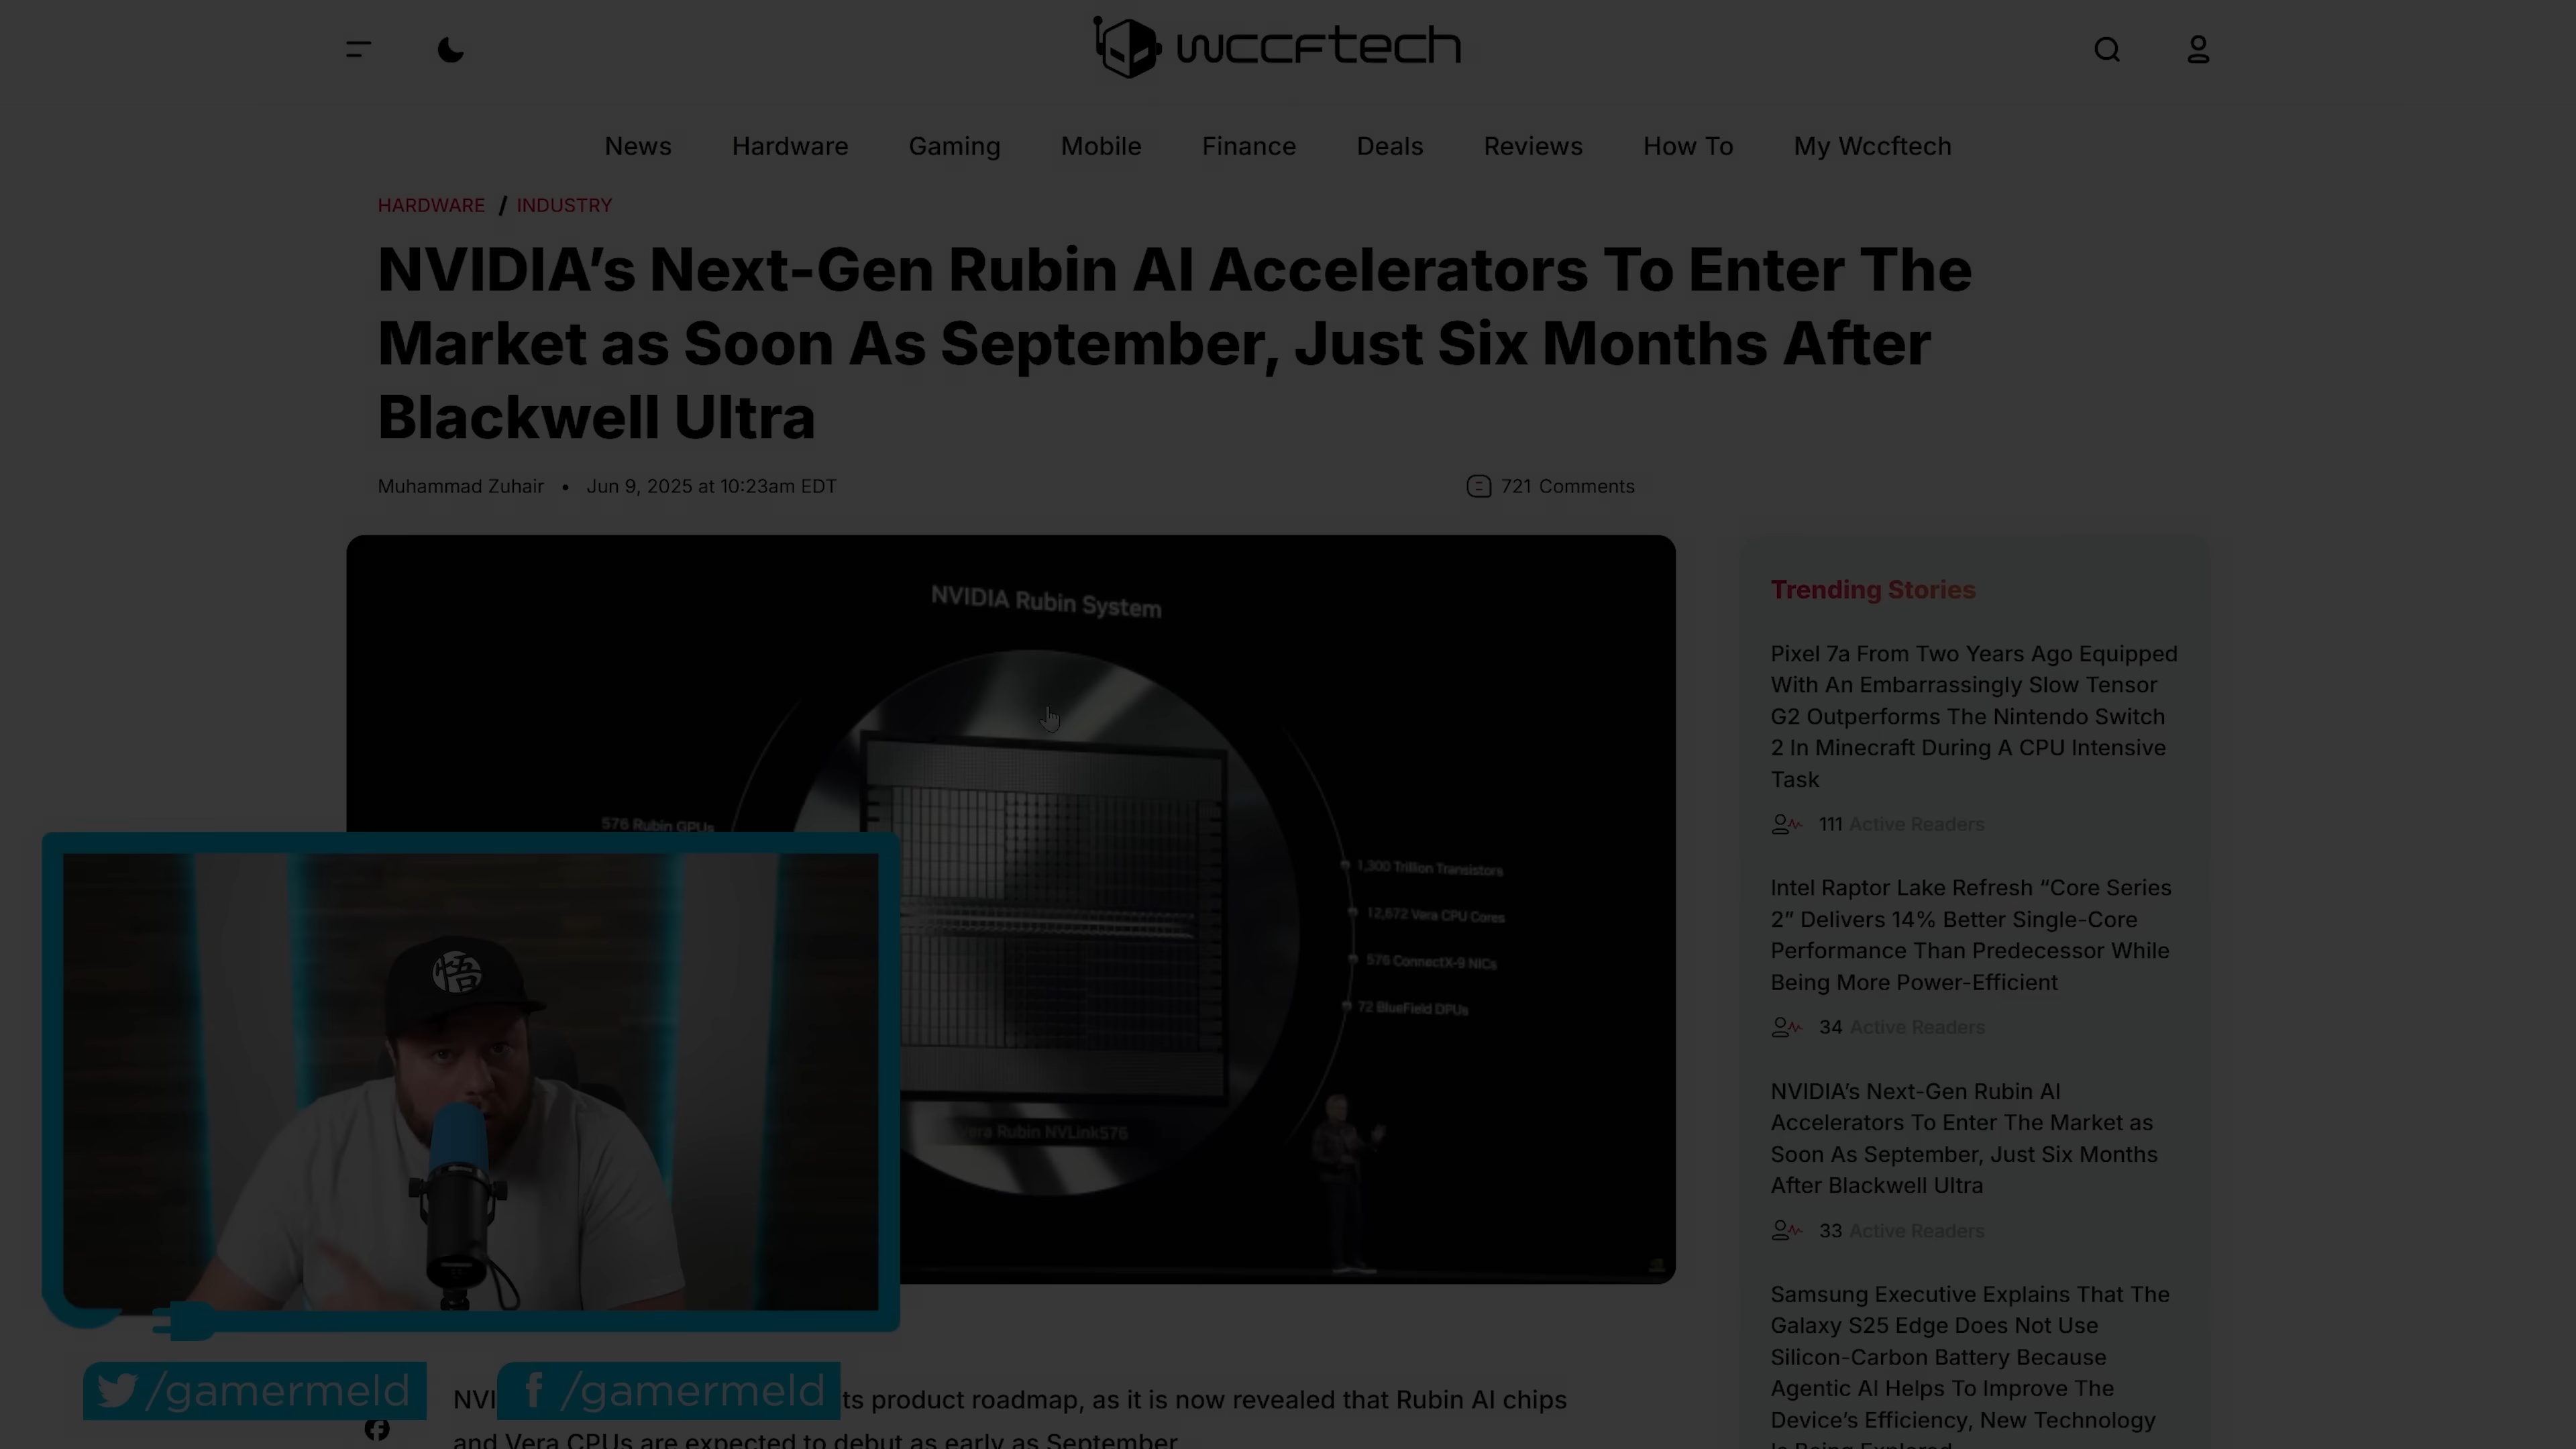 wccftech
News Hardware Gaming Mobile Finance Deals Reviews How To My Wccftech
HARDWARE / INDUSTRY
NVIDIA’s Next-Gen Rubin AI Accelerators To Enter The
Market as Soon As September, Just Six Months After
Blackwell Ultra
Muhammad Zuhair • Jun 9, 2025 at 10:23am EDT
721 Comments
NVIDIA Rubin System
576 Rubin GPUs
1,300 Trillion Transistors
12,672 Vera CPU Cores
576 ConnectX-9 NICs
72 BlueField DPUs
Vera Rubin NVLink576
悟
/gamermeld
/gamermeld
NVI
ts product roadmap, as it is now revealed that Rubin AI chips
and Vera CPUs are expected to debut as early as September
Trending Stories
Pixel 7a From Two Years Ago Equipped
With An Embarrassingly Slow Tensor
G2 Outperforms The Nintendo Switch
2 In Minecraft During A CPU Intensive
Task
111 Active Readers
Intel Raptor Lake Refresh “Core Series
2” Delivers 14% Better Single-Core
Performance Than Predecessor While
Being More Power-Efficient
34 Active Readers
NVIDIA’s Next-Gen Rubin AI
Accelerators To Enter The Market as
Soon As September, Just Six Months
After Blackwell Ultra
33 Active Readers
Samsung Executive Explains That The
Galaxy S25 Edge Does Not Use
Silicon-Carbon Battery Because
Agentic AI Helps To Improve The
Device’s Efficiency, New Technology
Is Being Explored